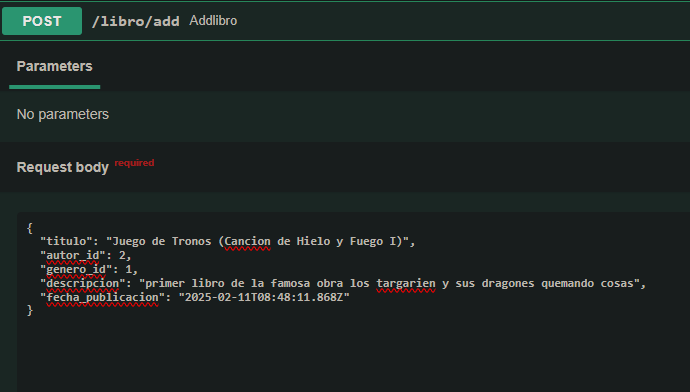 POST /libro/add Addlibro
Parameters
No parameters
Request body required
{
  "titulo": "Juego de Tronos (Cancion de Hielo y Fuego I)",
  "autor_id": 2,
  "genero_id": 1,
  "descripcion": "primer libro de la famosa obra los targarien y sus dragones quemando cosas",
  "fecha_publicacion": "2025-02-11T08:48:11.868Z"
}